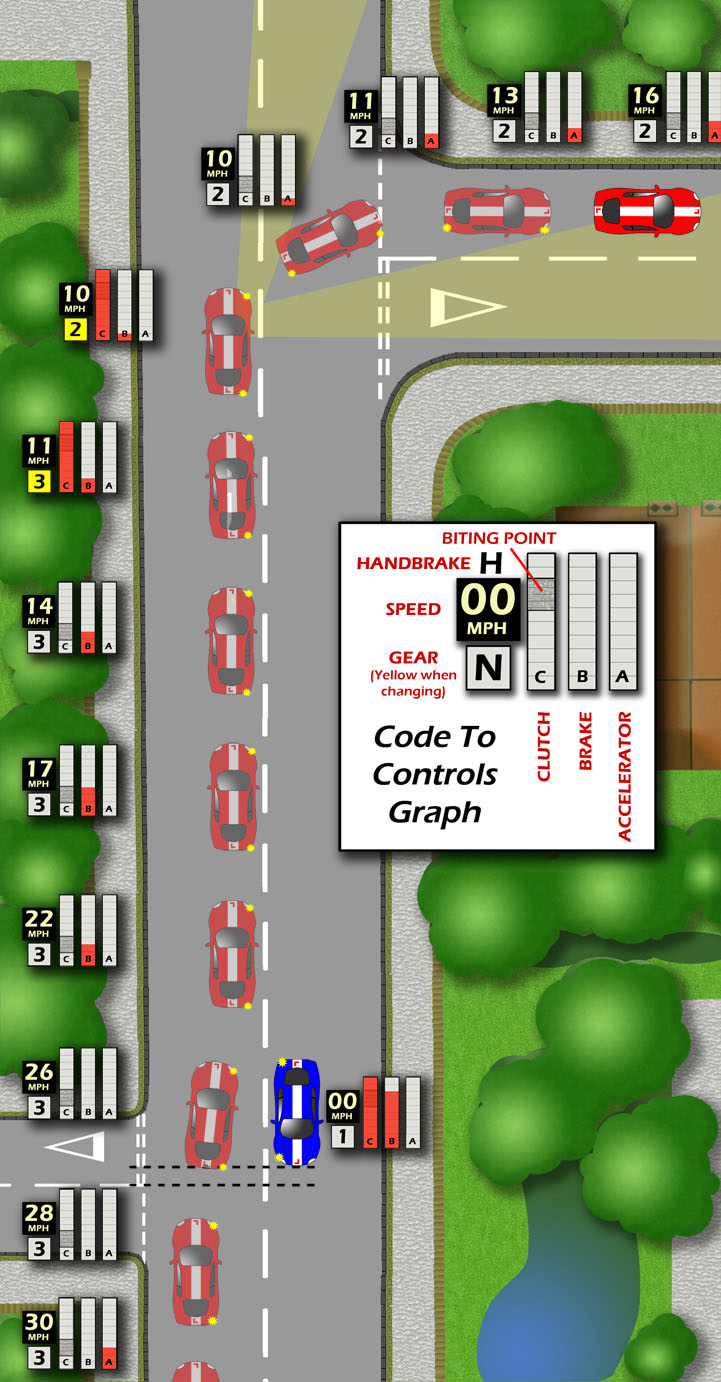 11
MPH
2
C B A
13
MPH
2
C B A
16
MPH
2
C B A
10
MPH
2
C B A
10
MPH
2
C B A
11
MPH
3
C B A
BITING POINT
HANDBRAKE H
SPEED 00
MPH
GEAR N
(Yellow when
changing)
C B A
CLUTCH
BRAKE
ACCELERATOR
Code To
Controls
Graph
14
MPH
3
C B A
17
MPH
3
C B A
22
MPH
3
C B A
26
MPH
3
C B A
00
MPH
1
C B A
28
MPH
3
C B A
30
MPH
3
C B A